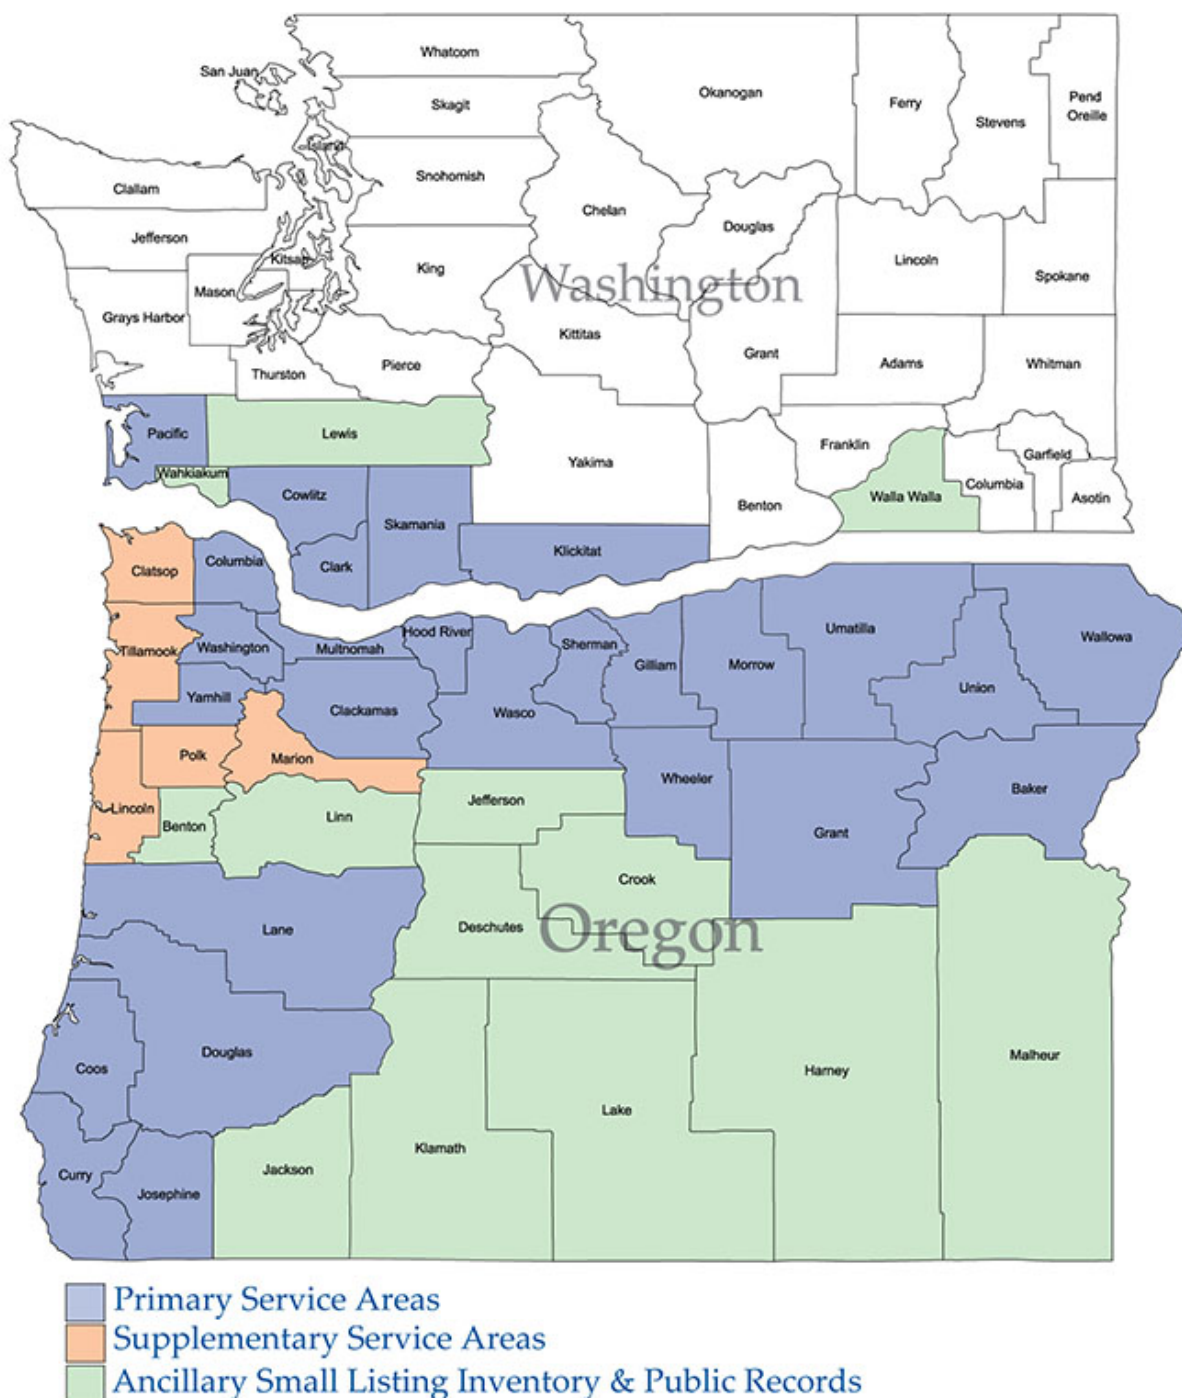 Whatcom
San Juan
Skagit
Island
Okanogan
Ferry
Stevens
Pend
Oreille
Snohomish
Clallam
Chelan
Douglas
Jefferson
Kitsap
King
Lincoln
Spokane
Mason
Washington
Grays Harbor
Kittitas
Grant
Thurston
Pierce
Adams
Whitman
Pacific
Lewis
Yakima
Franklin
Garfield
Wahkiakum
Cowlitz
Benton
Walla Walla
Columbia
Asotin
Skamania
Klickitat
Clark
Clatsop
Columbia
Tillamook
Washington
Multnomah
Hood River
Sherman
Gilliam
Morrow
Umatilla
Union
Wallowa
Yamhill
Clackamas
Wasco
Polk
Marion
Wheeler
Baker
Lincoln
Benton
Linn
Jefferson
Grant
Crook
Lane
Deschutes
Oregon
Coos
Douglas
Harney
Malheur
Lake
Klamath
Curry
Josephine
Jackson
Primary Service Areas
Supplementary Service Areas
Ancillary Small Listing Inventory & Public Records